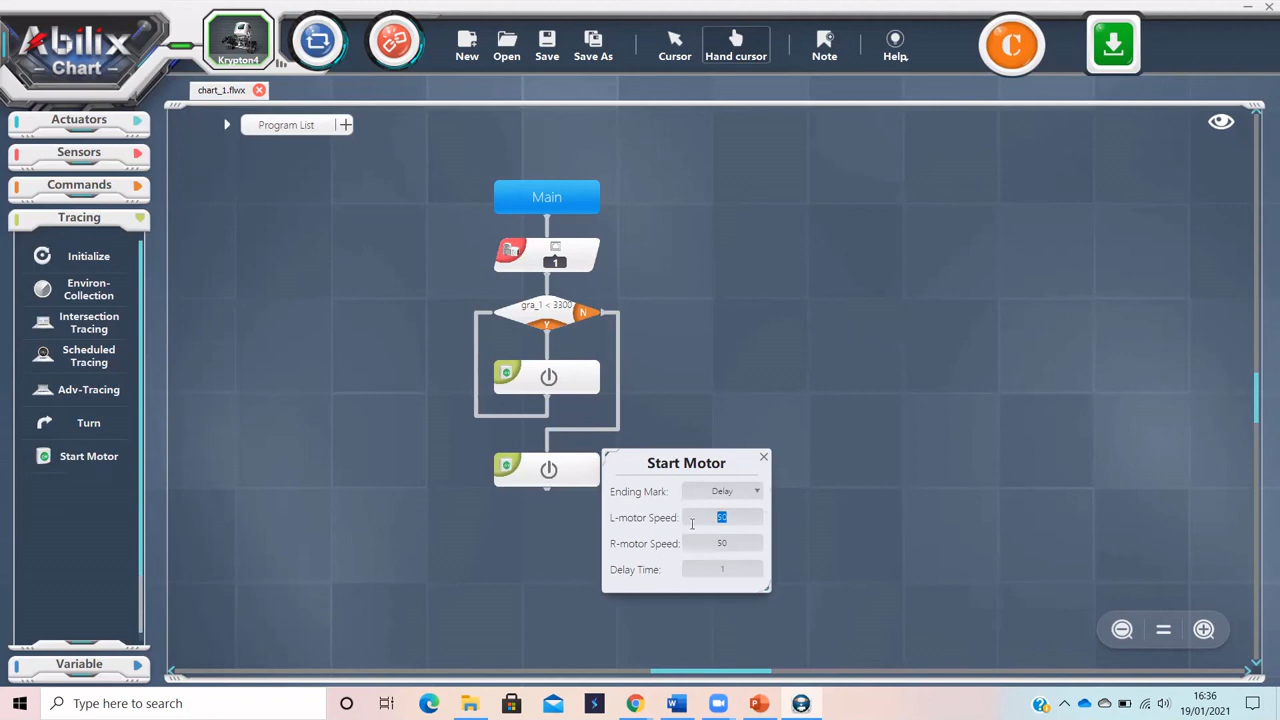 Abilix
Chart
Krypton4
New
Open
Save
Save As
Cursor
Hand cursor
Note
Help
C
chart_1.flwx
Program List
Actuators
Sensors
Commands
Tracing
Initialize
Environ-
Collection
Intersection
Tracing
Scheduled
Tracing
Adv-Tracing
Turn
Start Motor
Variable
Main
1
gra_1 < 3300
N
Y
Start Motor
Ending Mark: Delay
L-motor Speed: 50
R-motor Speed: 50
Delay Time: 1
Type here to search
16:36
19/01/2021